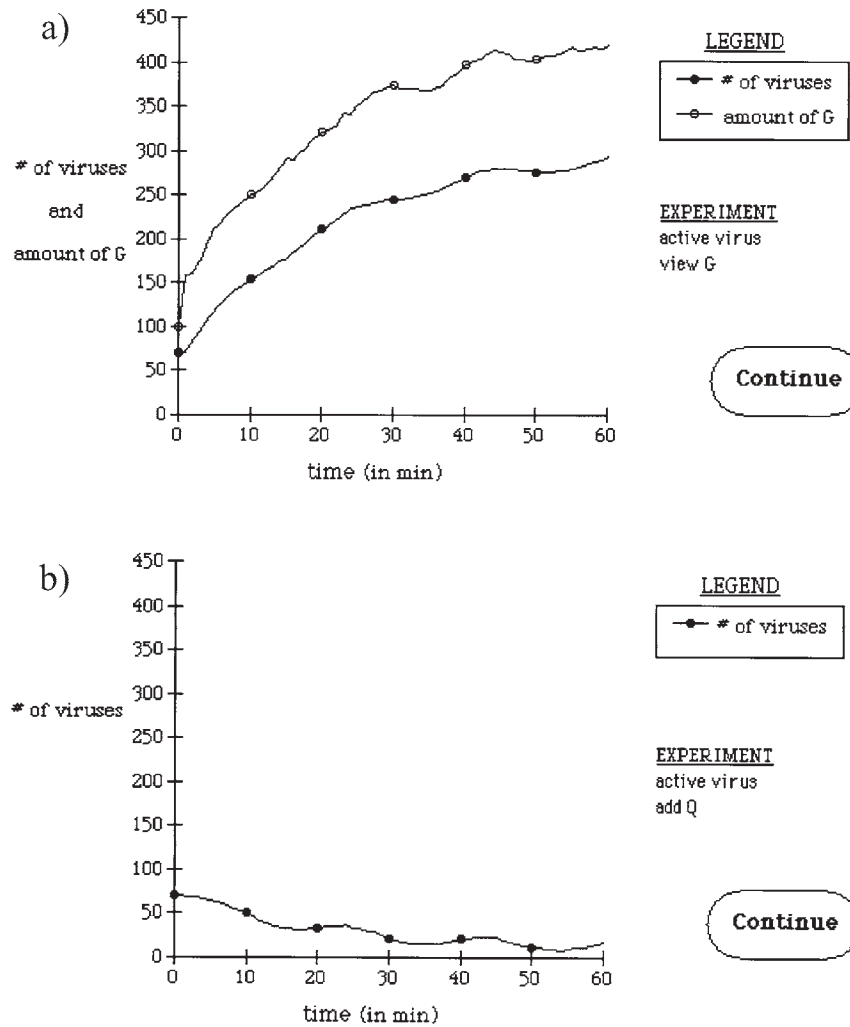 a)
450
400
350
300
250
200
150
100
50
0
# of viruses
and
amount of G
0 10 20 30 40 50 60
time (in min)
LEGEND
# of viruses
amount of G
EXPERIMENT
active virus
view G
Continue
b)
450
400
350
300
250
200
150
100
50
0
# of viruses
0 10 20 30 40 50 60
time (in min)
LEGEND
# of viruses
EXPERIMENT
active virus
add Q
Continue